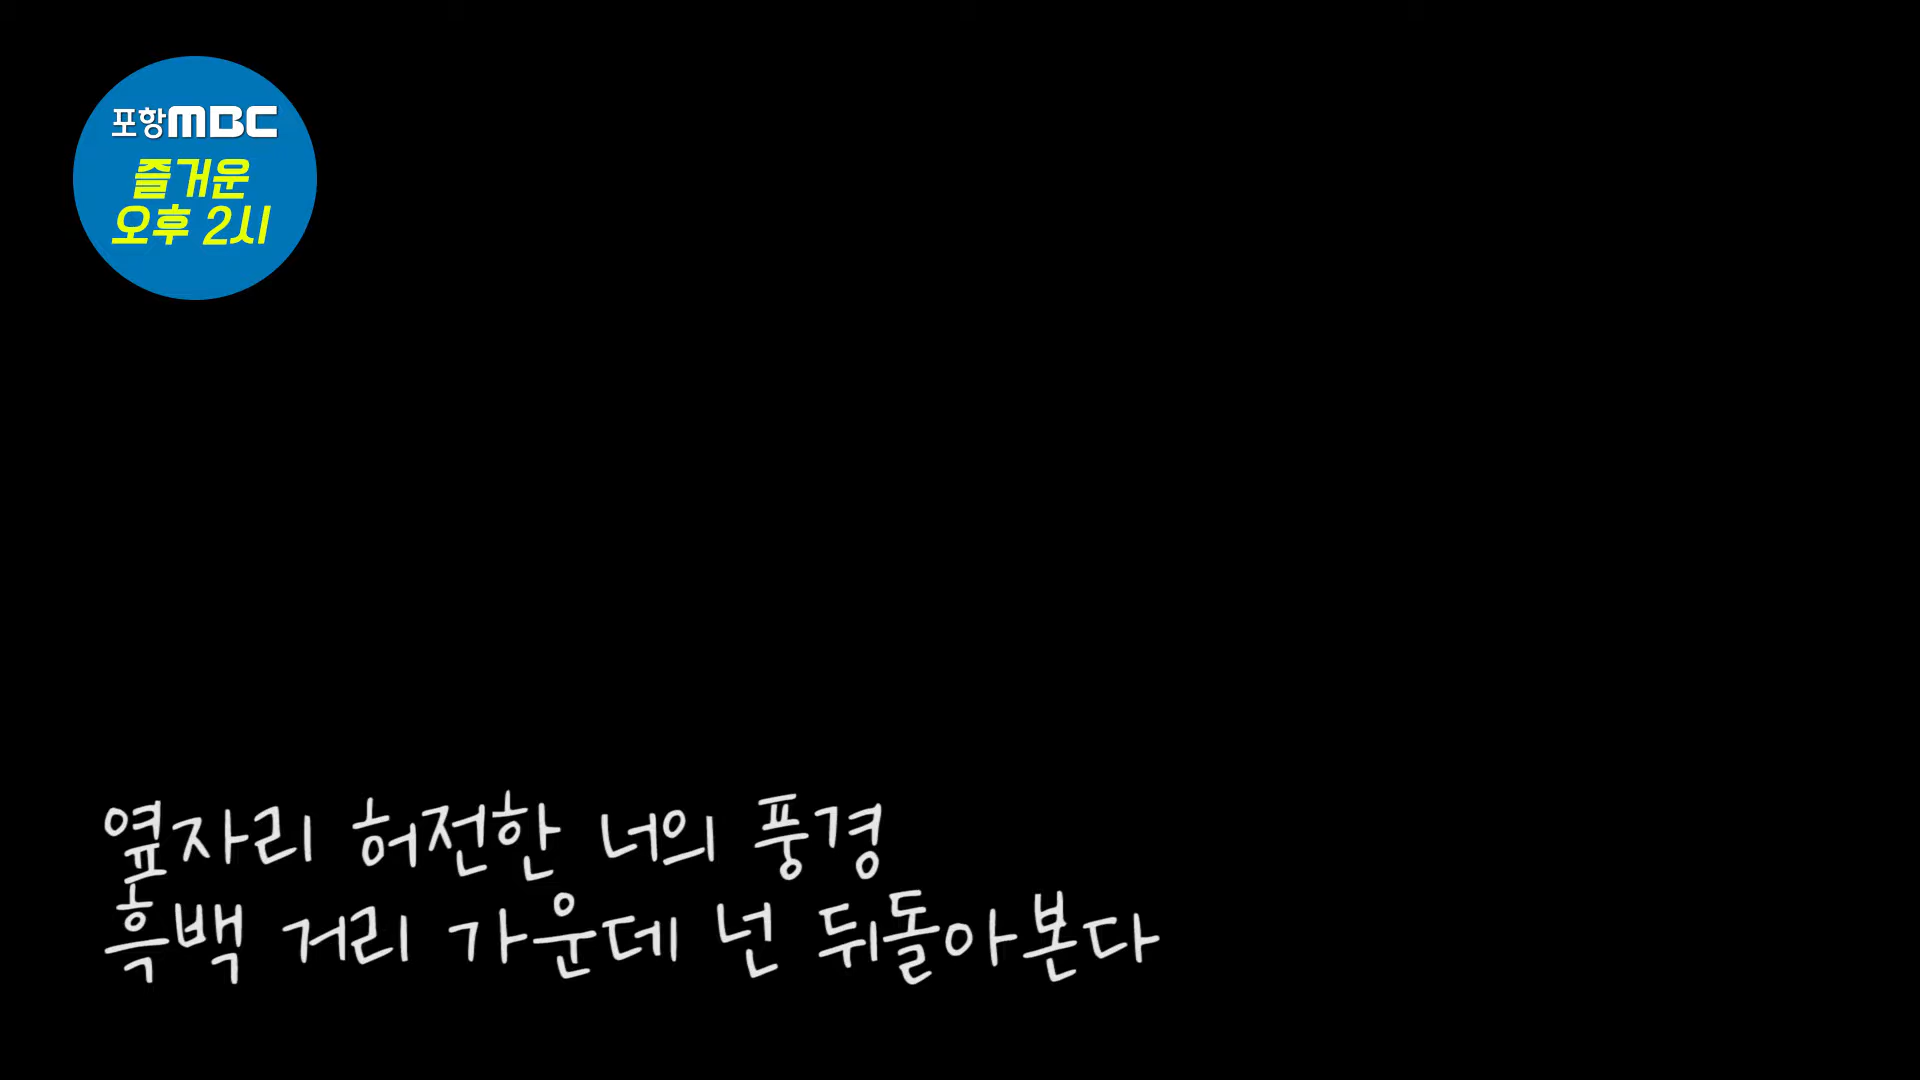 포항MBC
즐거운
오후 2시
옆자리 허전한 너의 풍경
흑백 거리 가운데 넌 뒤돌아본다